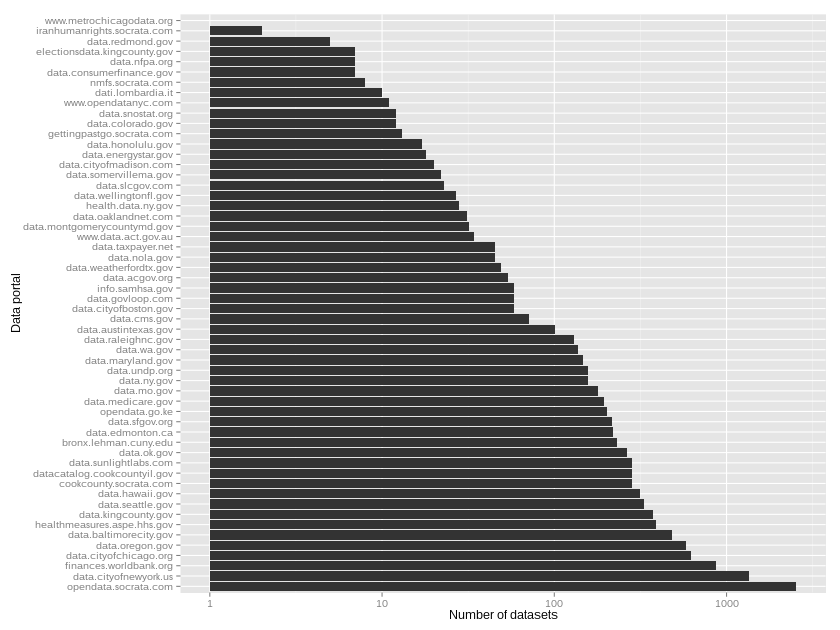 www.metrochicagodata.org
iranhumanrights.socrata.com
data.redmond.gov
electionsdata.kingcounty.gov
data.nfpa.org
data.consumerfinance.gov
nmfs.socrata.com
dati.lombardia.it
www.opendatanyc.com
data.snostat.org
data.colorado.gov
gettingpastgo.socrata.com
data.honolulu.gov
data.energystar.gov
data.cityofmadison.com
data.somervillema.gov
data.slcgov.com
data.wellingtonfl.gov
health.data.ny.gov
data.oaklandnet.com
data.montgomerycountymd.gov
www.data.act.gov.au
data.taxpayer.net
data.nola.gov
data.weatherfordtx.gov
data.acgov.org
info.samhsa.gov
data.govloop.com
data.cityofboston.gov
data.cms.gov
data.austintexas.gov
data.raleighnc.gov
data.wa.gov
data.maryland.gov
data.undp.org
data.ny.gov
data.mo.gov
data.medicare.gov
opendata.go.ke
data.sfgov.org
data.edmonton.ca
bronx.lehman.cuny.edu
data.ok.gov
data.sunlightlabs.com
datacatalog.cookcountyil.gov
cookcounty.socrata.com
data.hawaii.gov
data.seattle.gov
data.kingcounty.gov
healthmeasures.aspe.hhs.gov
data.baltimorecity.gov
data.oregon.gov
data.cityofchicago.org
finances.worldbank.org
data.cityofnewyork.us
opendata.socrata.com
Data portal
1 10 100 1000
Number of datasets